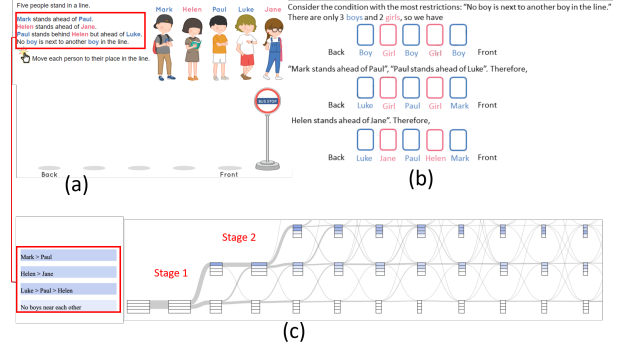 Five people stand in a line.
Mark stands ahead of Paul.
Helen stands ahead of Jane.
Paul stands behind Helen but ahead of Luke.
No boy is next to another boy in the line.
Move each person to their place in the line.
Mark Helen Paul Luke Jane
BUS STOP
Back Front
(a)
Consider the condition with the most restrictions: "No boy is next to another boy in the line."
There are only 3 boys and 2 girls, so we have
Back Boy Girl Boy Girl Boy Front
"Mark stands ahead of Paul", "Paul stands ahead of Luke". Therefore,
Back Luke Girl Paul Girl Mark Front
Helen stands ahead of Jane". Therefore,
Back Luke Jane Paul Helen Mark Front
(b)
Mark > Paul
Helen > Jane
Luke > Paul > Helen
No boys near each other
Stage 1
Stage 2
(c)